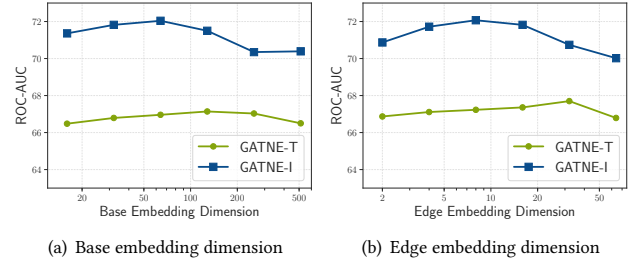 72
70
68
66
64
ROC-AUC
GATNE-T
GATNE-I
20 50 100 200 500
Base Embedding Dimension
(a) Base embedding dimension
72
70
68
66
64
ROC-AUC
GATNE-T
GATNE-I
2 5 10 20 50
Edge Embedding Dimension
(b) Edge embedding dimension